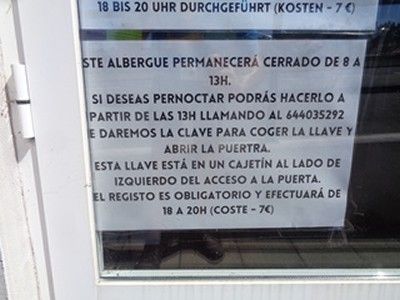 18 BIS 20 UHR DURCHGEFÜHRT (KOSTEN - 7 €)
STE ALBERGUE PERMANECERÁ CERRADO DE 8 A
13H.
SI DESEAS PERNOCTAR PODRÁS HACERLO A
PARTIR DE LAS 13H LLAMANDO AL 644035292
E DAREMOS LA CLAVE PARA COGER LA LLAVE Y
ABRIR LA PUERTRA.
ESTA LLAVE ESTÁ EN UN CAJETÍN AL LADO DE
IZQUIERDO DEL ACCESO A LA PUERTA.
EL REGISTO ES OBLIGATORIO Y EFECTUARÁ DE
18 A 20H (COSTE - 7€)